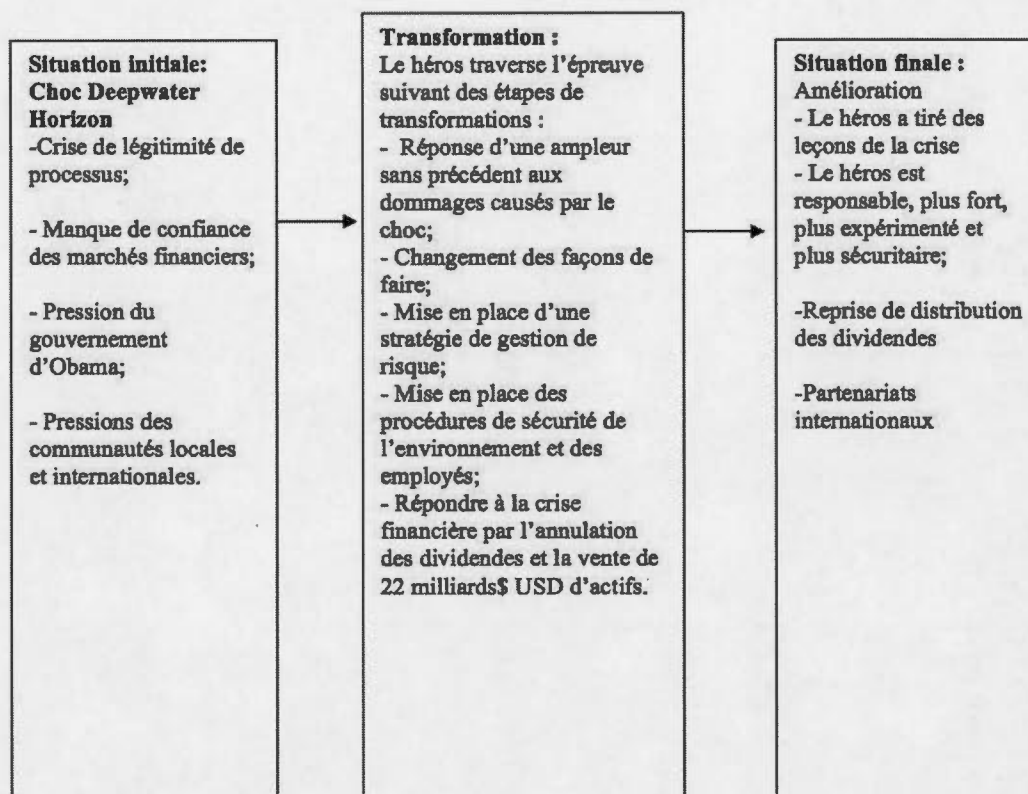 Situation initiale:
Choc Deepwater
Horizon
-Crise de légitimité de
processus;
- Manque de confiance
des marchés financiers;
- Pression du
gouvernement
d'Obama;
- Pressions des
communautés locales
et internationales.
Transformation :
Le héros traverse l'épreuve
suivant des étapes de
transformations :
- Réponse d'une ampleur
sans précédent aux
dommages causés par le
choc;
- Changement des façons de
faire;
- Mise en place d'une
stratégie de gestion de
risque;
- Mise en place des
procédures de sécurité de
l'environnement et des
employés;
- Répondre à la crise
financière par l'annulation
des dividendes et la vente de
22 milliards$ USD d'actifs.
Situation finale :
Amélioration
- Le héros a tiré des
leçons de la crise
- Le héros est
responsable, plus fort,
plus expérimenté et
plus sécuritaire;
-Reprise de distribution
des dividendes
-Partenariats
internationaux